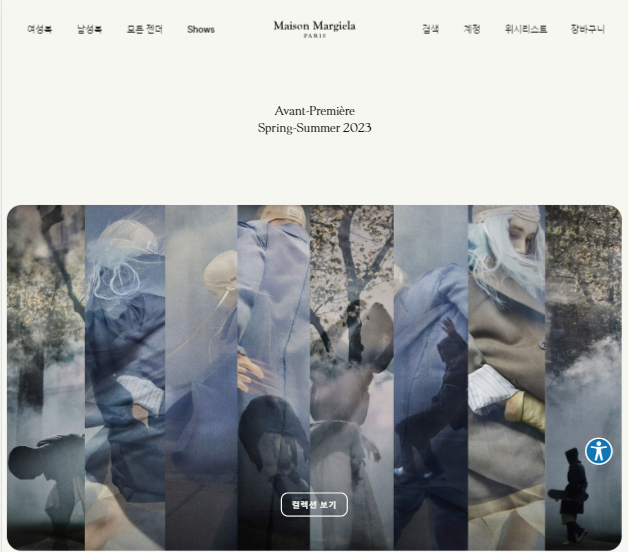 여성복 남성복 모든 젠더 Shows Maison Margiela 검색 계정 위시리스트 장바구니
PARIS
Avant-Première
Spring-Summer 2023
컬렉션 보기